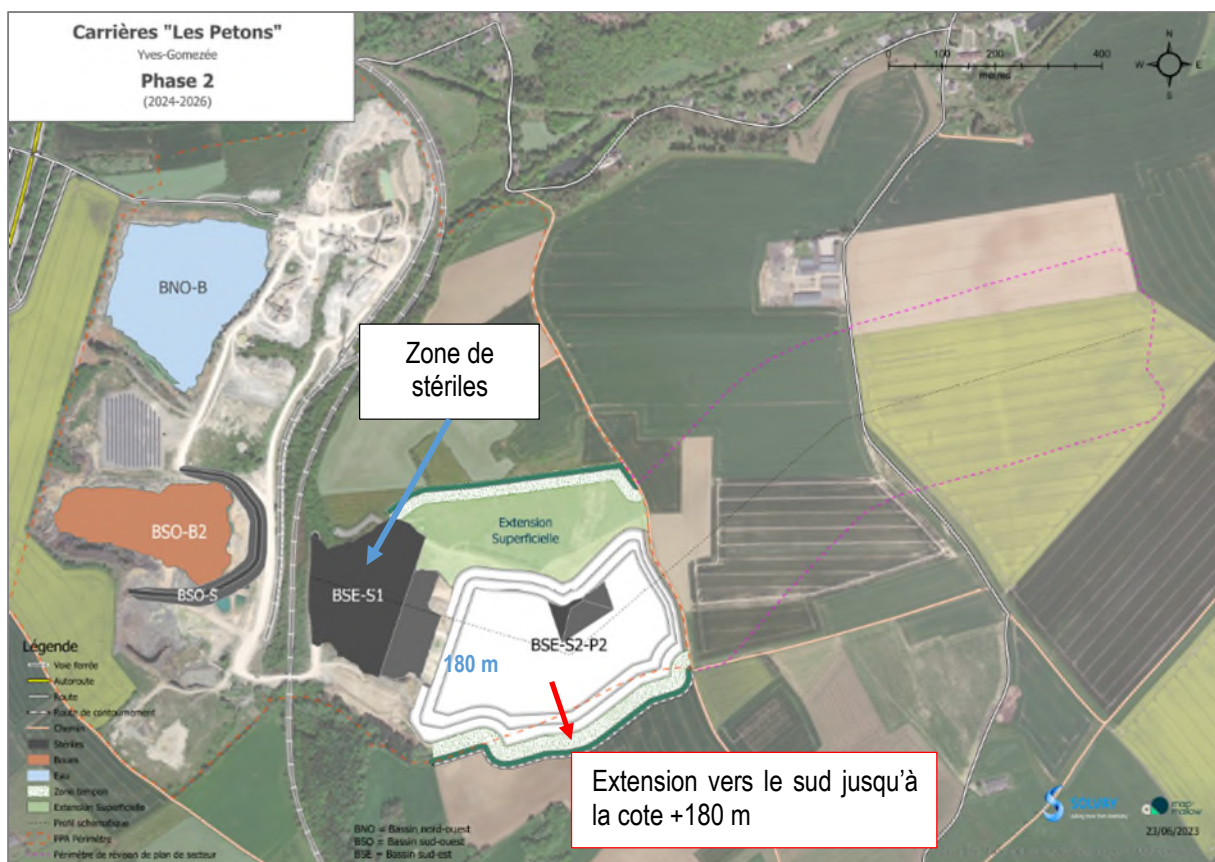 Carrières "Les Petons"
Yves-Gomezée
Phase 2
(2024-2026)
0 100 200 400
mètres
N
W E
S
BNO-B
Zone de
stériles
BSO-B2
BSO-S
Extension
Superficielle
BSE-S1
BSE-S2-P2
180 m
Extension vers le sud jusqu'à
la cote +180 m
Légende
Voie ferrée
Autoroute
Route
Route de contournement
Chemin
Stériles
Boues
Eau
Zone tampon
Extension Superficielle
Profil schématique
PPA Périmètre
Périmètre de révision de plan de secteur
BNO = Bassin nord-ouest
BSO = Bassin sud-ouest
BSE = Bassin sud-est
SOLVAY
map
mallow
23/06/2023